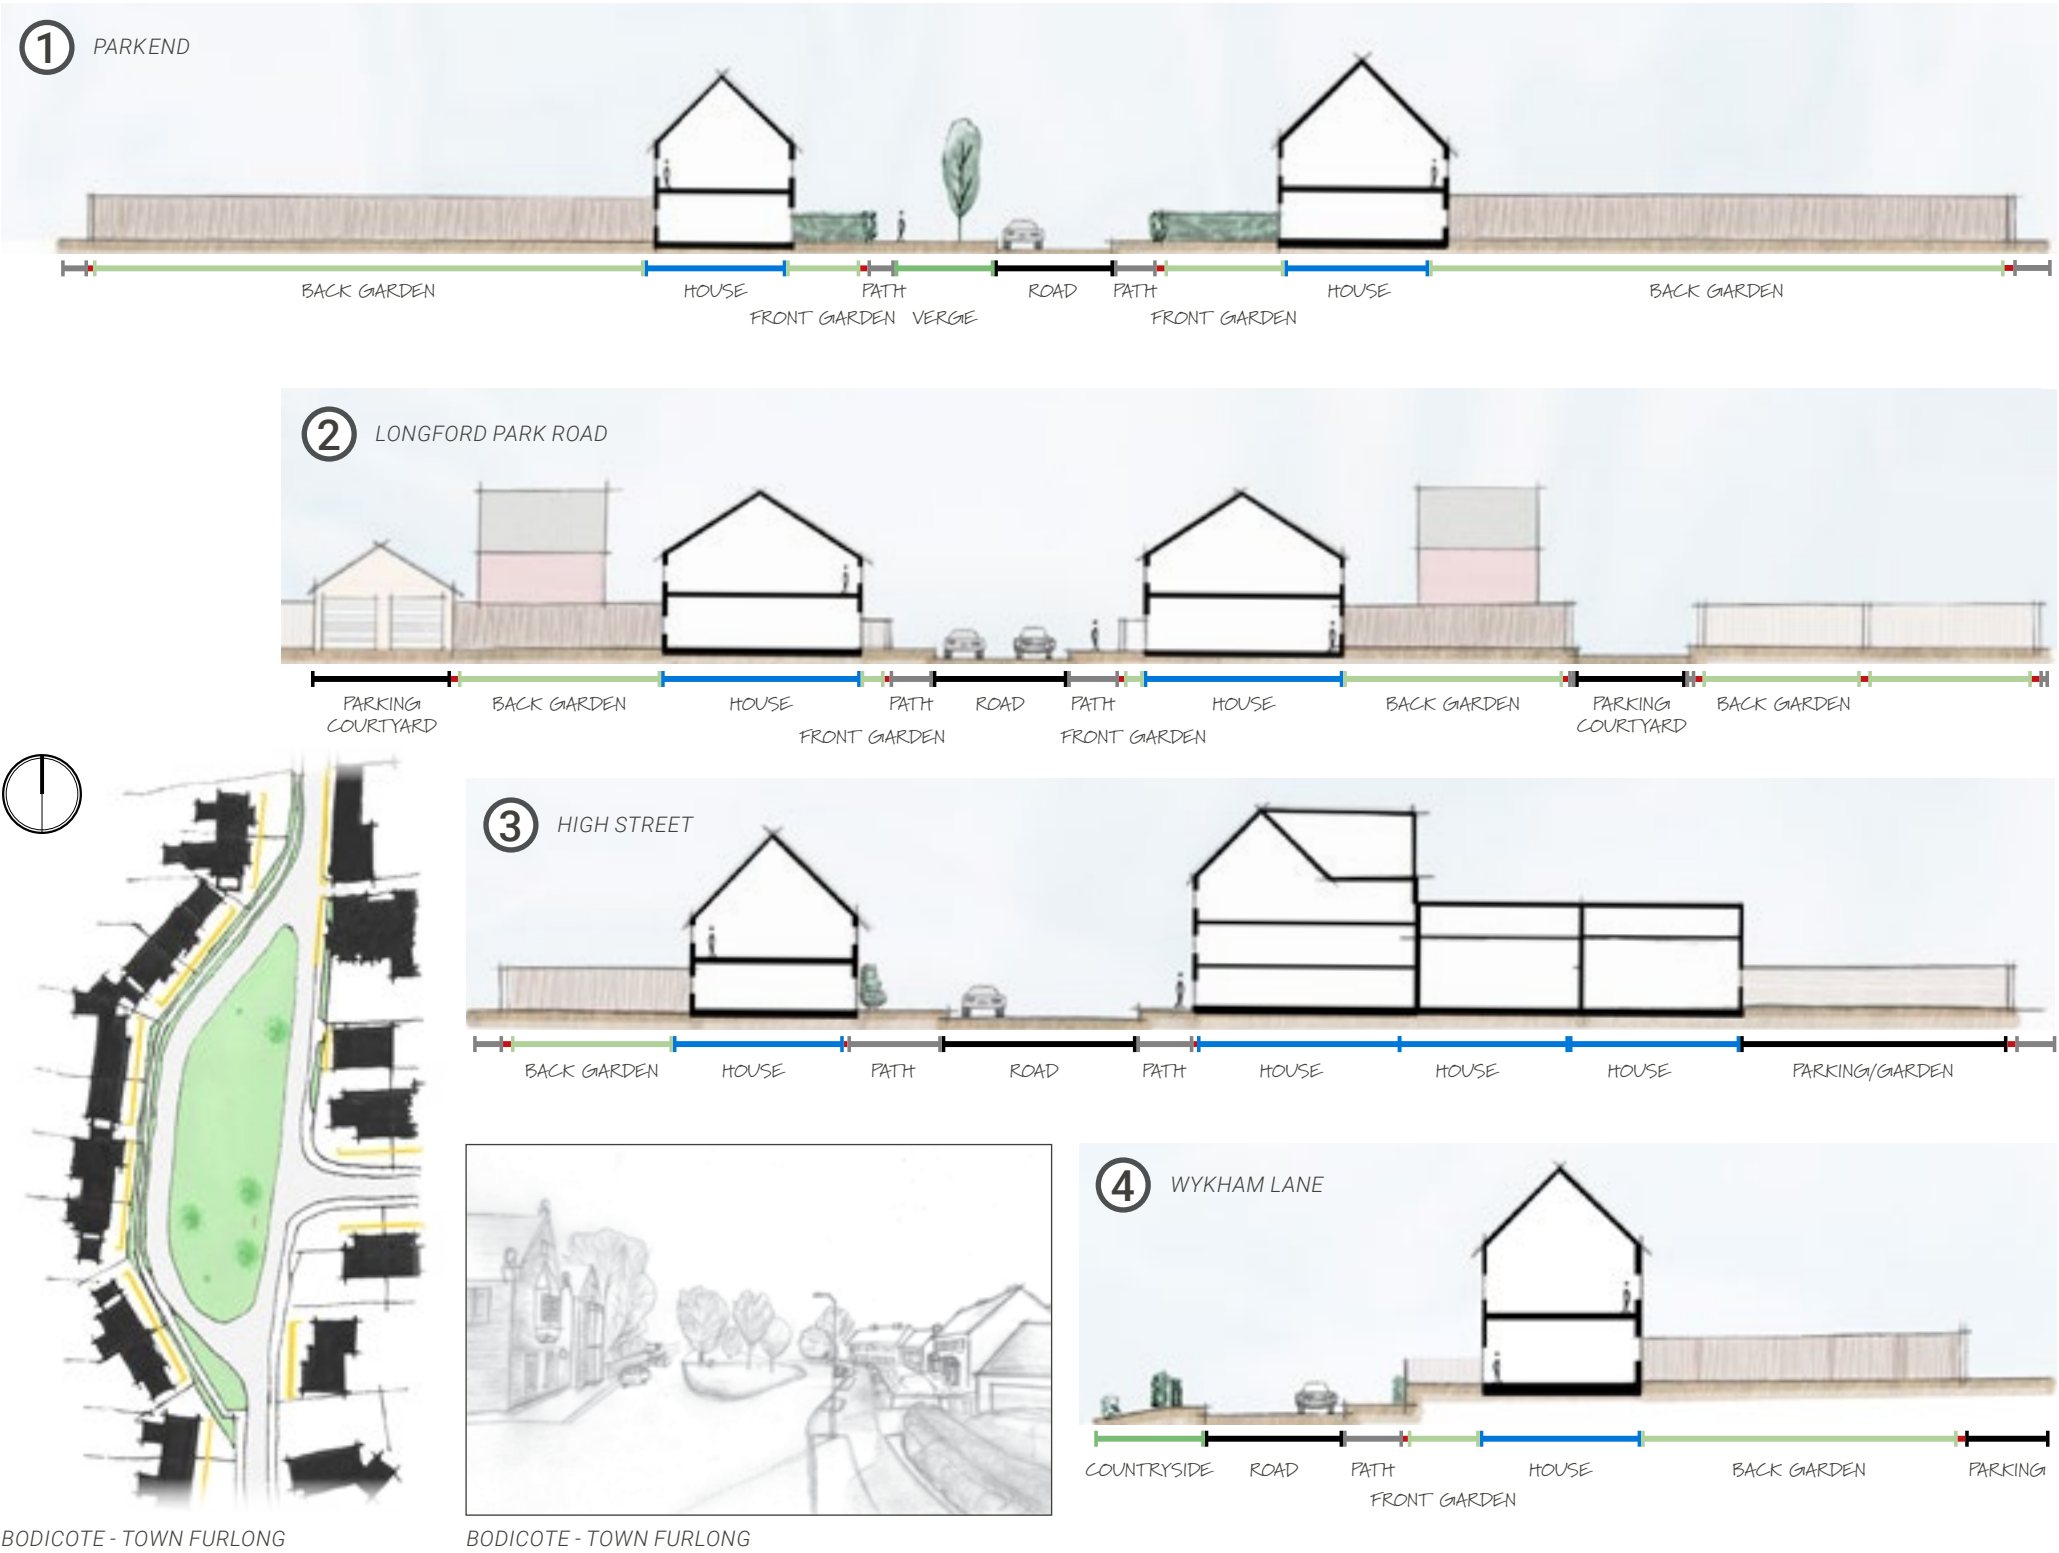 1 PARKEND
BACK GARDEN HOUSE PATH ROAD PATH HOUSE BACK GARDEN
FRONT GARDEN VERGE FRONT GARDEN
2 LONGFORD PARK ROAD
PARKING BACK GARDEN HOUSE PATH ROAD PATH HOUSE BACK GARDEN PARKING BACK GARDEN
COURTYARD COURTYARD
FRONT GARDEN FRONT GARDEN
3 HIGH STREET
BACK GARDEN HOUSE PATH ROAD PATH HOUSE HOUSE HOUSE PARKING/GARDEN
4 WYKHAM LANE
COUNTRYSIDE ROAD PATH HOUSE BACK GARDEN PARKING
FRONT GARDEN
BODICOTE - TOWN FURLONG
BODICOTE - TOWN FURLONG